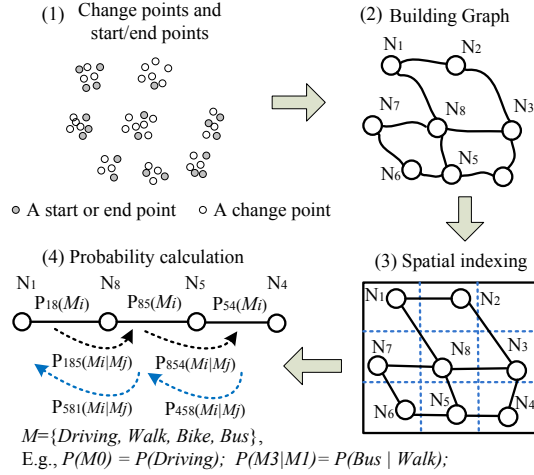 (1) Change points and
start/end points
A start or end point
A change point
(2) Building Graph
N1
N2
N7
N8
N3
N6
N5
(3) Spatial indexing
N1
N2
N7
N8
N3
N6
N5
N4
(4) Probability calculation
N1 N8 N5 N4
P18(Mi) P85(Mi) P54(Mi)
P185(Mi|Mj) P854(Mi|Mj)
P581(Mi|Mj) P458(Mi|Mj)
M={Driving, Walk, Bike, Bus},
E.g., P(M0) = P(Driving); P(M3|M1) = P(Bus | Walk);